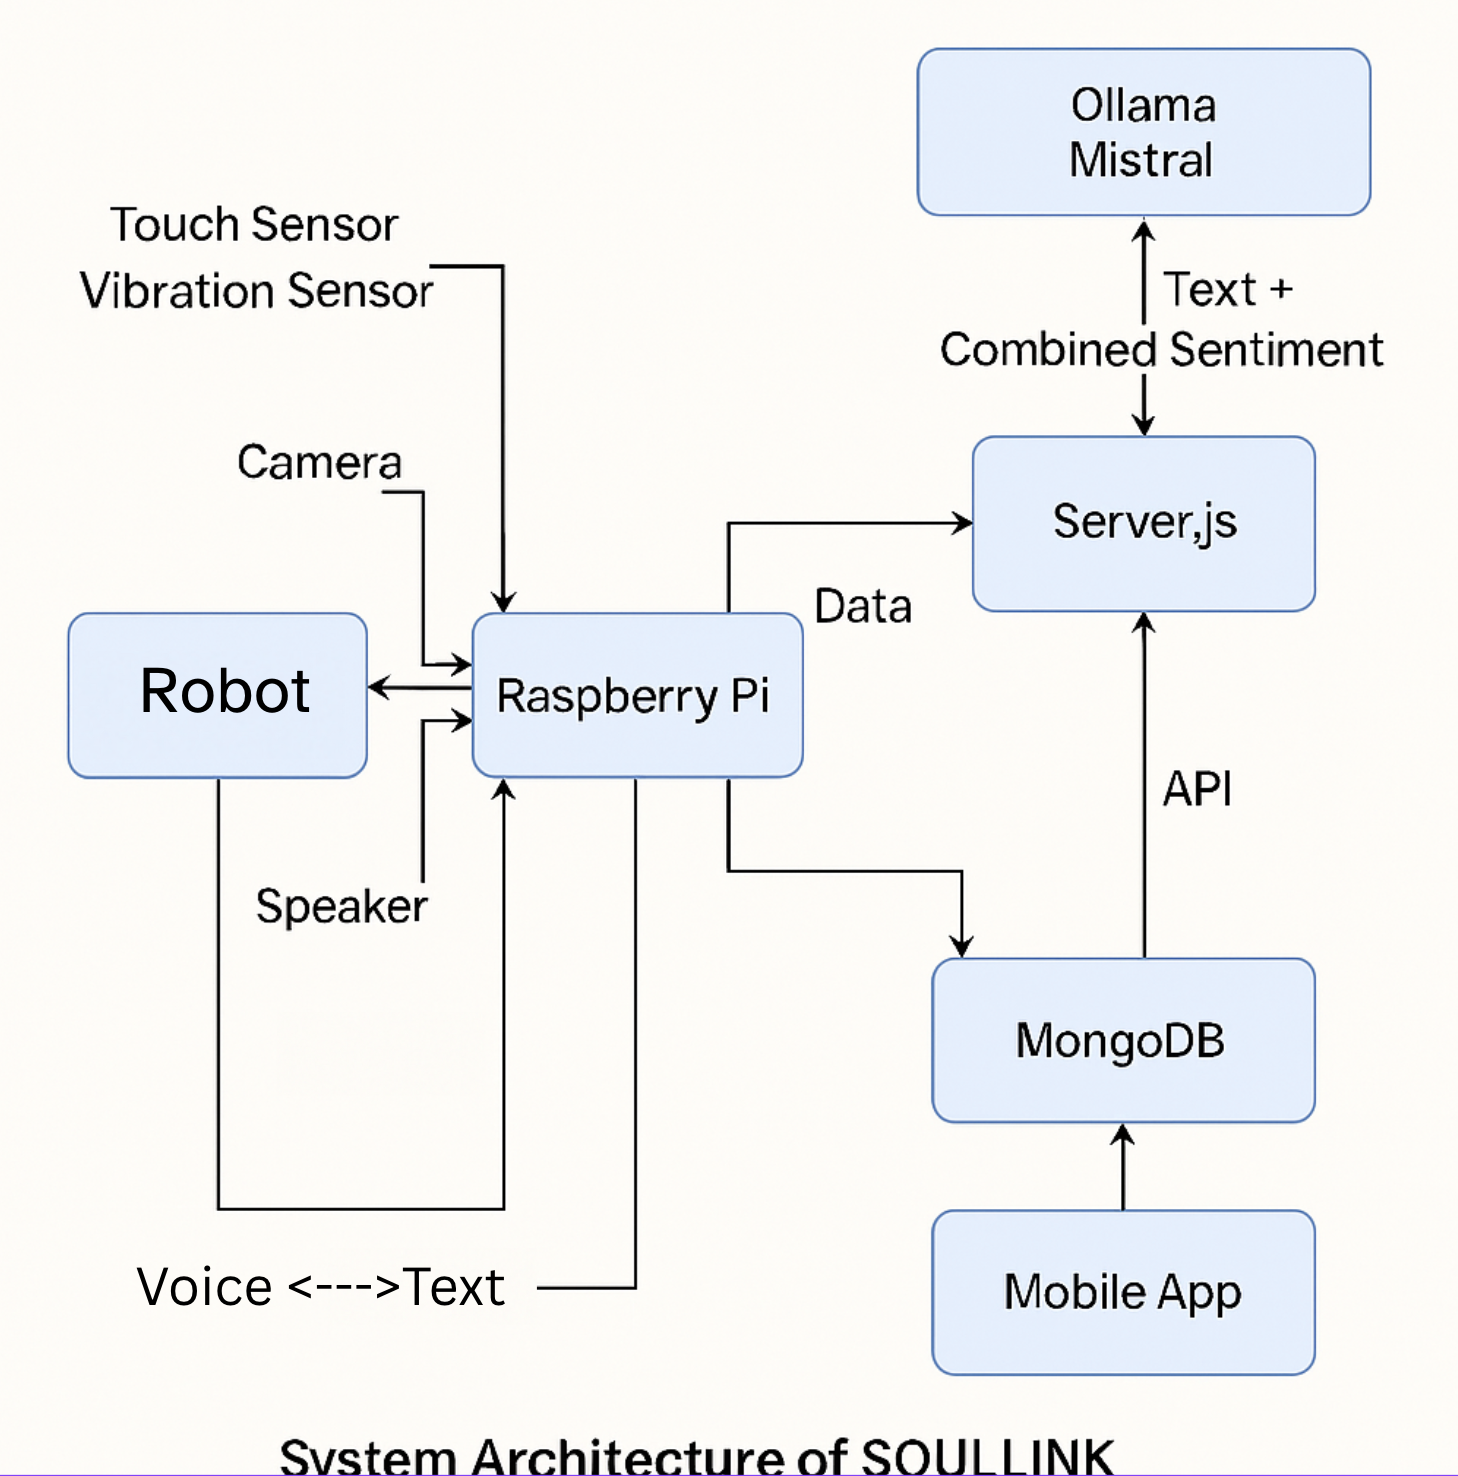 Ollama
Mistral
Touch Sensor
Vibration Sensor
Text +
Combined Sentiment
Camera
Server,js
Data
Robot
Raspberry Pi
API
Speaker
MongoDB
Voice <--->Text
Mobile App
System Architecture of SOULLINK